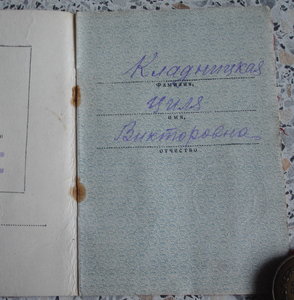 Кладницкая
Фамилия,
Циля
имя,
Викторовна
отчество